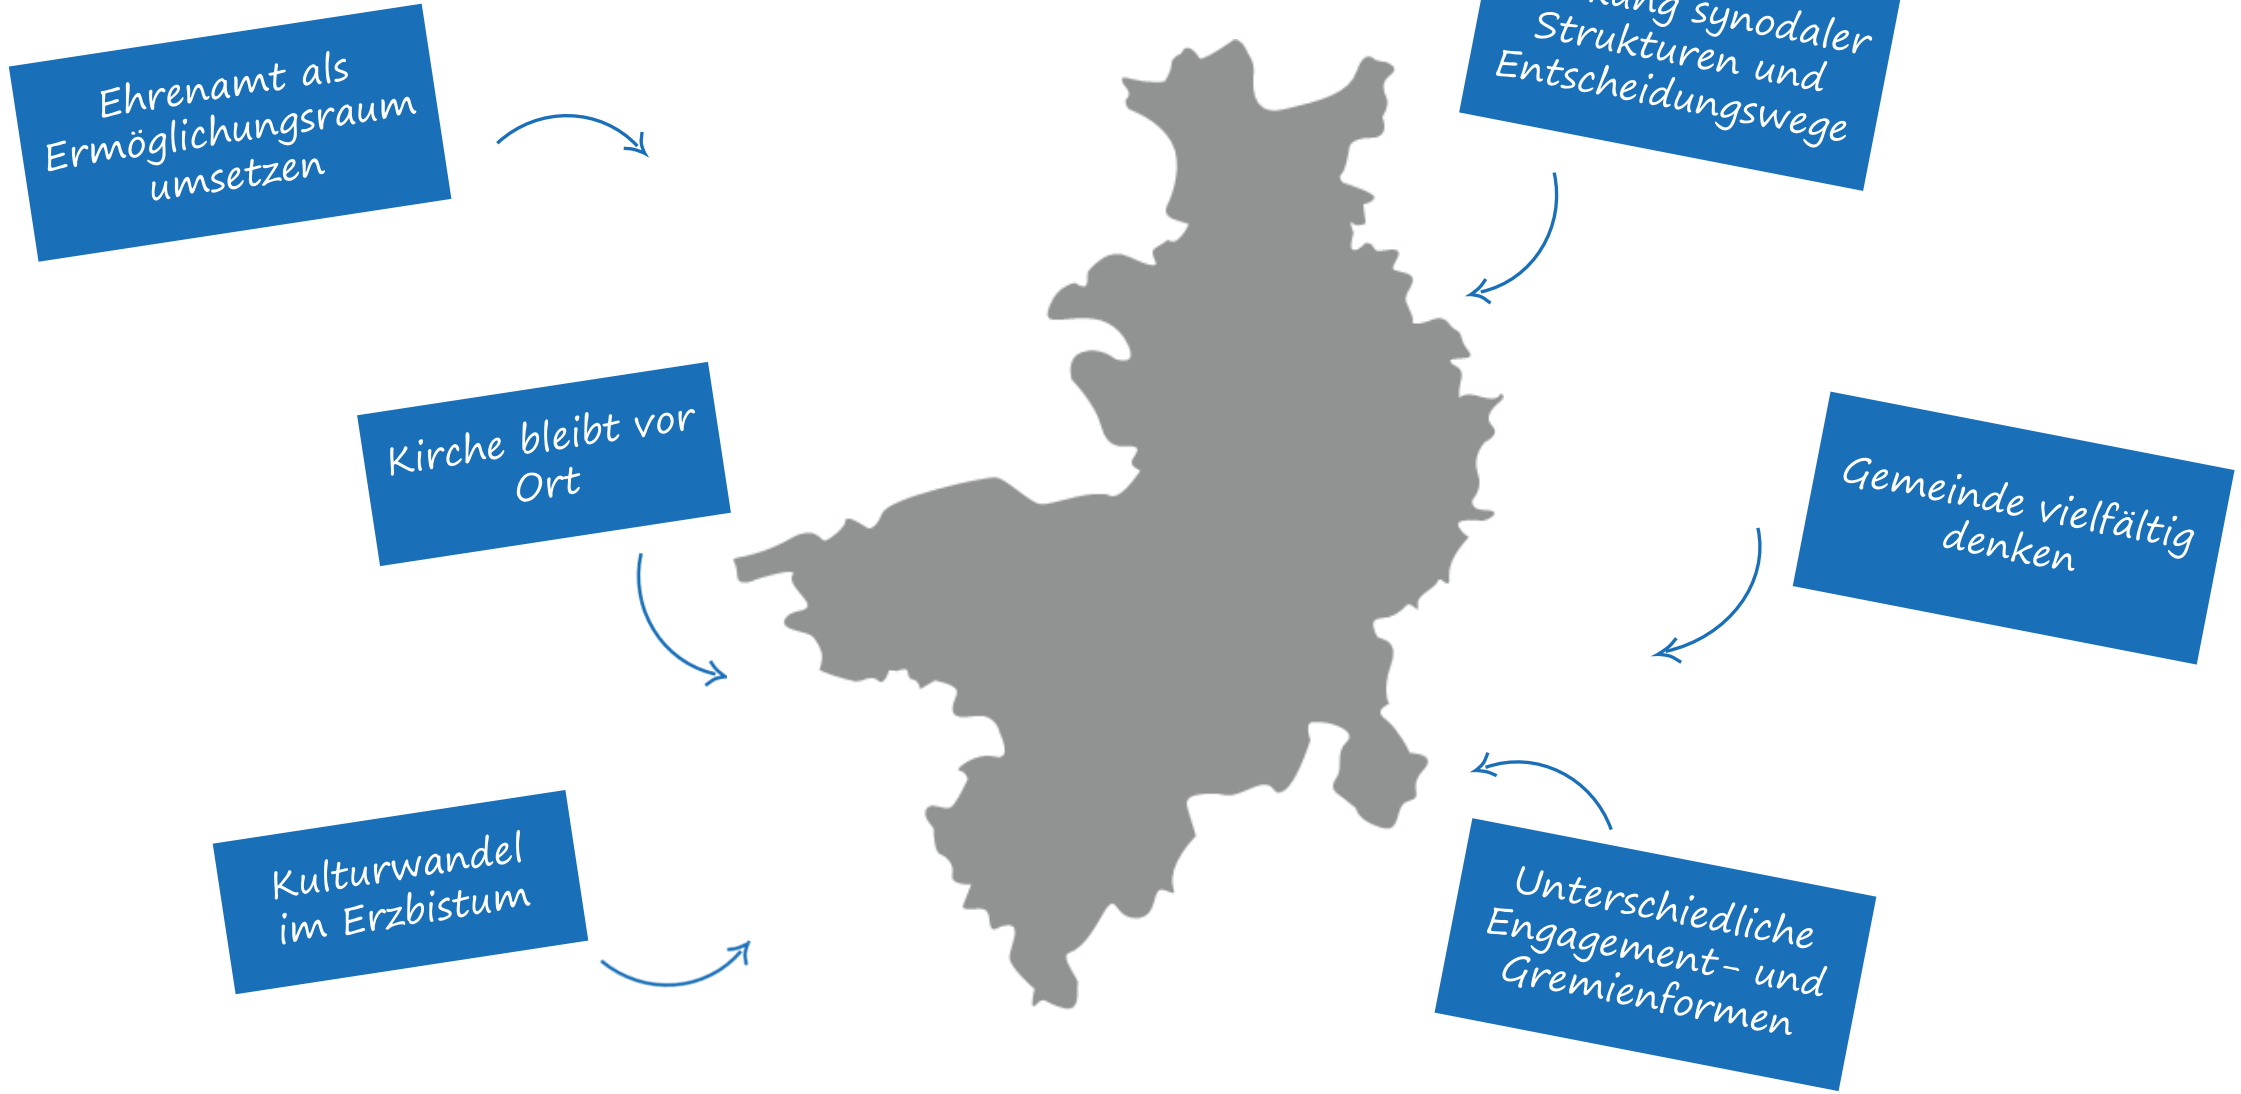 Ehrenamt als
Ermöglichungsraum
umsetzen
synodaler
Strukturen und
Entscheidungswege
Kirche bleibt vor
Ort
Gemeinde vielfältig
denken
Kulturwandel
im Erzbistum
Unterschiedliche
Engagement- und
Gremienformen